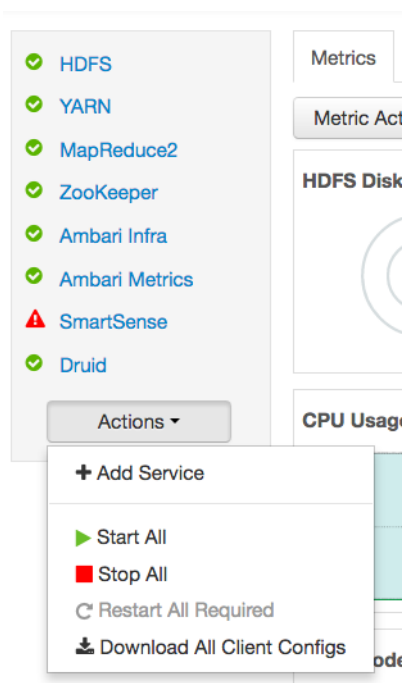 HDFS
YARN
MapReduce2
ZooKeeper
Ambari Infra
Ambari Metrics
SmartSense
Druid
Actions
Add Service
Start All
Stop All
Restart All Required
Download All Client Configs
Metrics
Metric Act
HDFS Disk
CPU Usag
ode